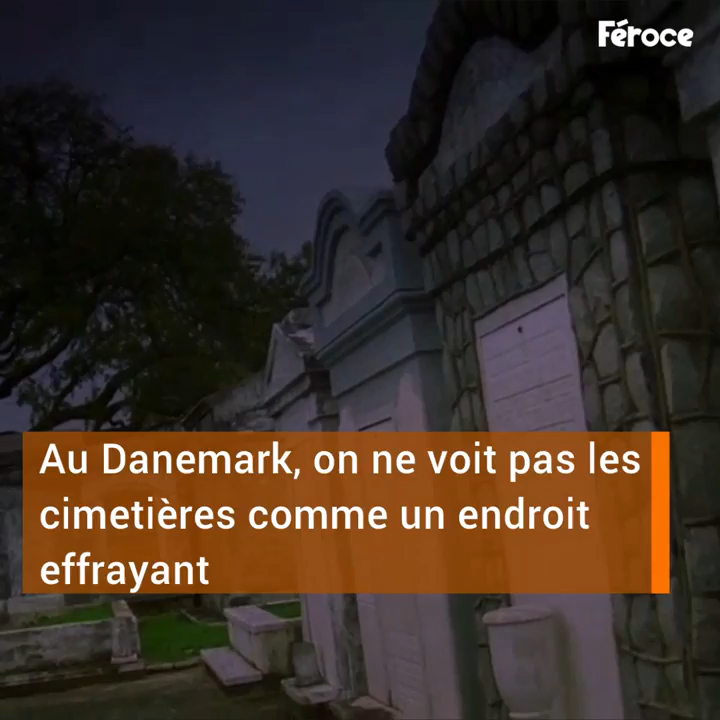 Féroce
Au Danemark, on ne voit pas les
cimetières comme un endroit
effrayant